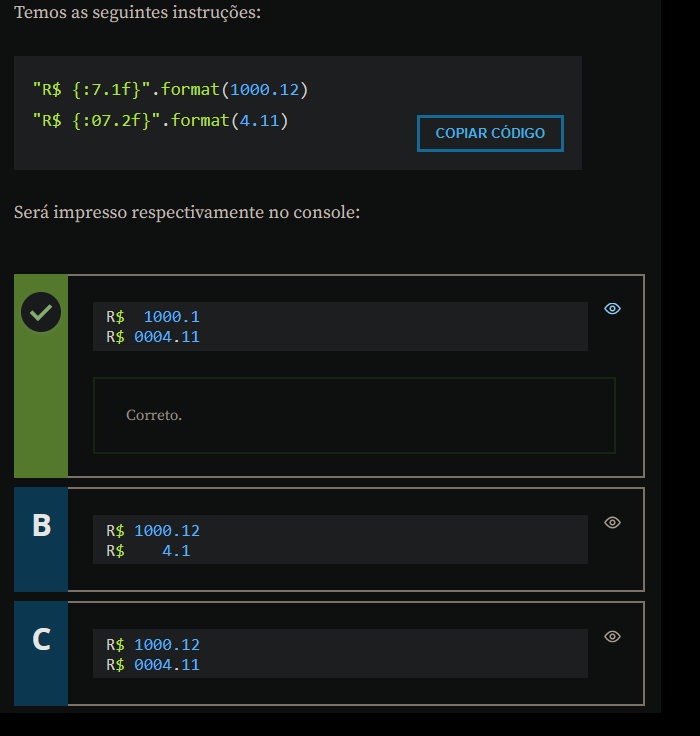 Temos as seguintes instruções:
"R$ {:7.1f}".format(1000.12)
"R$ {:07.2f}".format(4.11)
COPIAR CÓDIGO
Será impresso respectivamente no console:
R$  1000.1
R$ 0004.11
Correto.
B
R$ 1000.12
R$    4.1
C
R$ 1000.12
R$ 0004.11